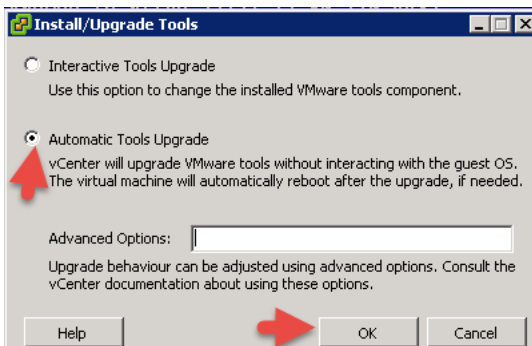 Install/Upgrade Tools
Interactive Tools Upgrade
Use this option to change the installed VMware tools component.
Automatic Tools Upgrade
vCenter will upgrade VMware tools without interacting with the guest OS.
The virtual machine will automatically reboot after the upgrade, if needed.
Advanced Options:
Upgrade behaviour can be adjusted using advanced options. Consult the
vCenter documentation about using these options.
Help OK Cancel